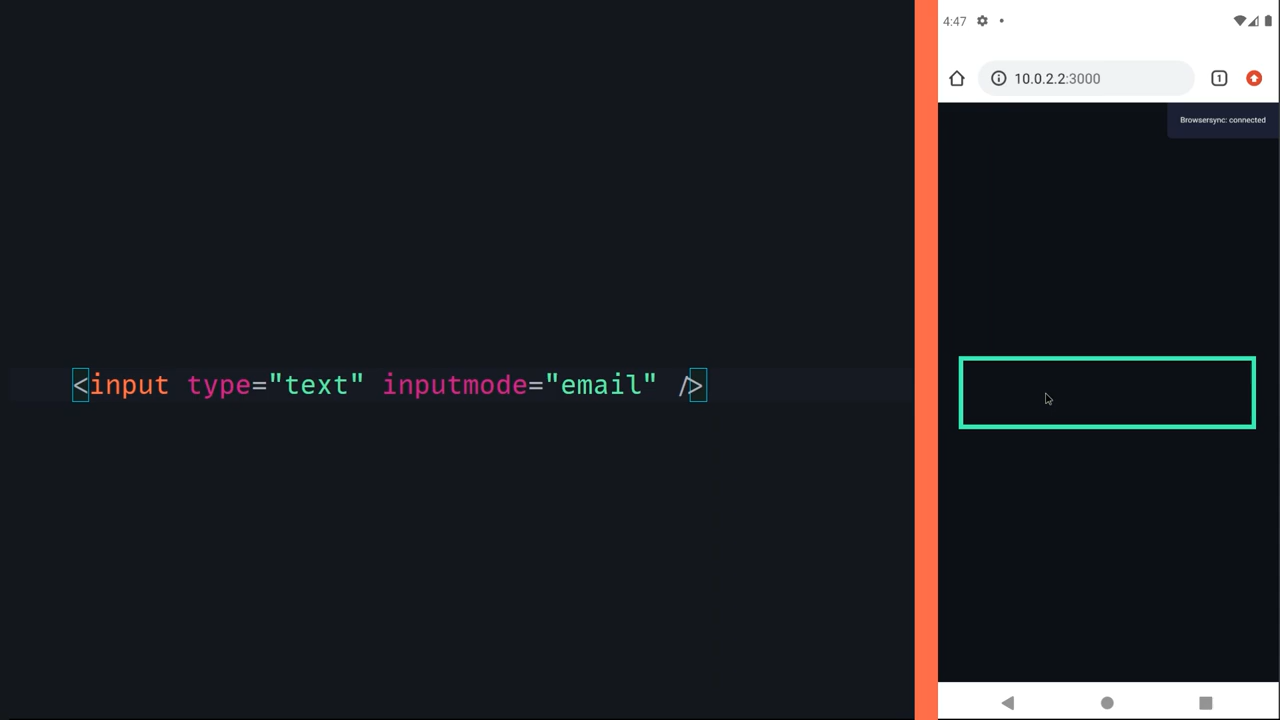 <input type="text" inputmode="email" />
4:47
10.0.2.2:3000
1
Browsersync: connected